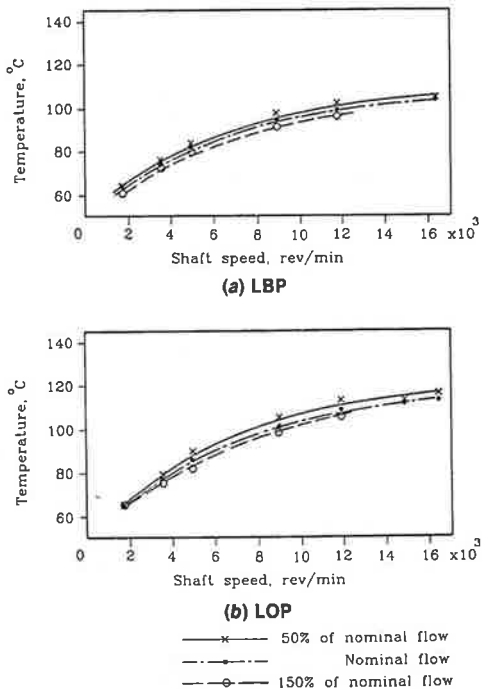 140
120
100
80
60
Temperature, °C
0 2 4 6 8 10 12 14 16 x10³
Shaft speed, rev/min
(a) LBP
140
120
100
80
60
Temperature, °C
0 2 4 6 8 10 12 14 16 x10³
Shaft speed, rev/min
(b) LOP
50% of nominal flow
Nominal flow
150% of nominal flow